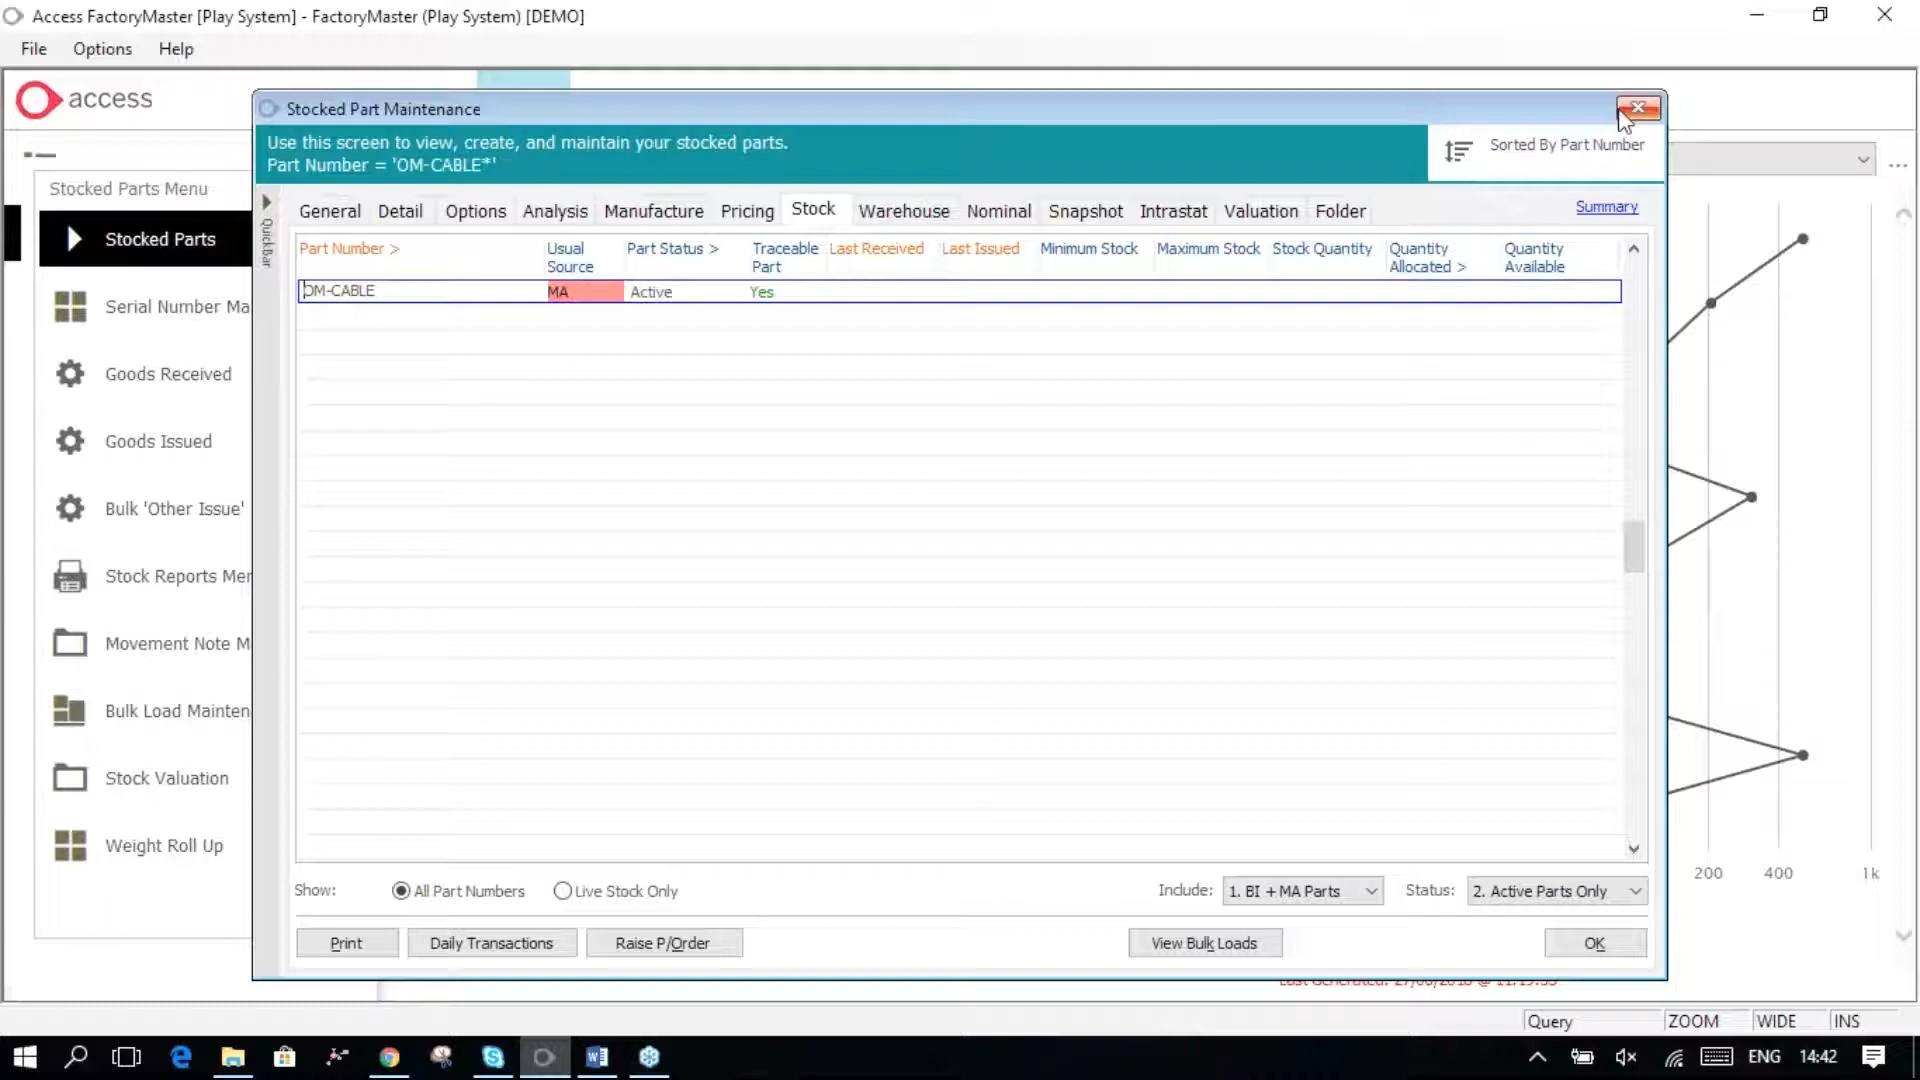 Access FactoryMaster [Play System] - FactoryMaster (Play System) [DEMO]
File Options Help
access
Stocked Part Maintenance
Use this screen to view, create, and maintain your stocked parts.
Part Number = 'OM-CABLE*'
Sorted By Part Number
Stocked Parts Menu
Stocked Parts
Serial Number Ma
Goods Received
Goods Issued
Bulk 'Other Issue'
Stock Reports Mer
Movement Note M
Bulk Load Mainten
Stock Valuation
Weight Roll Up
QuickBar
General Detail Options Analysis Manufacture Pricing Stock Warehouse Nominal Snapshot Intrastat Valuation Folder Summary
Part Number > Usual Source Part Status > Traceable Part Last Received Last Issued Minimum Stock Maximum Stock Stock Quantity Quantity Allocated > Quantity Available
OM-CABLE MA Active Yes
Show: All Part Numbers Live Stock Only Include: 1. BI + MA Parts Status: 2. Active Parts Only
Print Daily Transactions Raise P/Order View Bulk Loads OK
200 400 1k
Query ZOOM WIDE INS
ENG 14:42